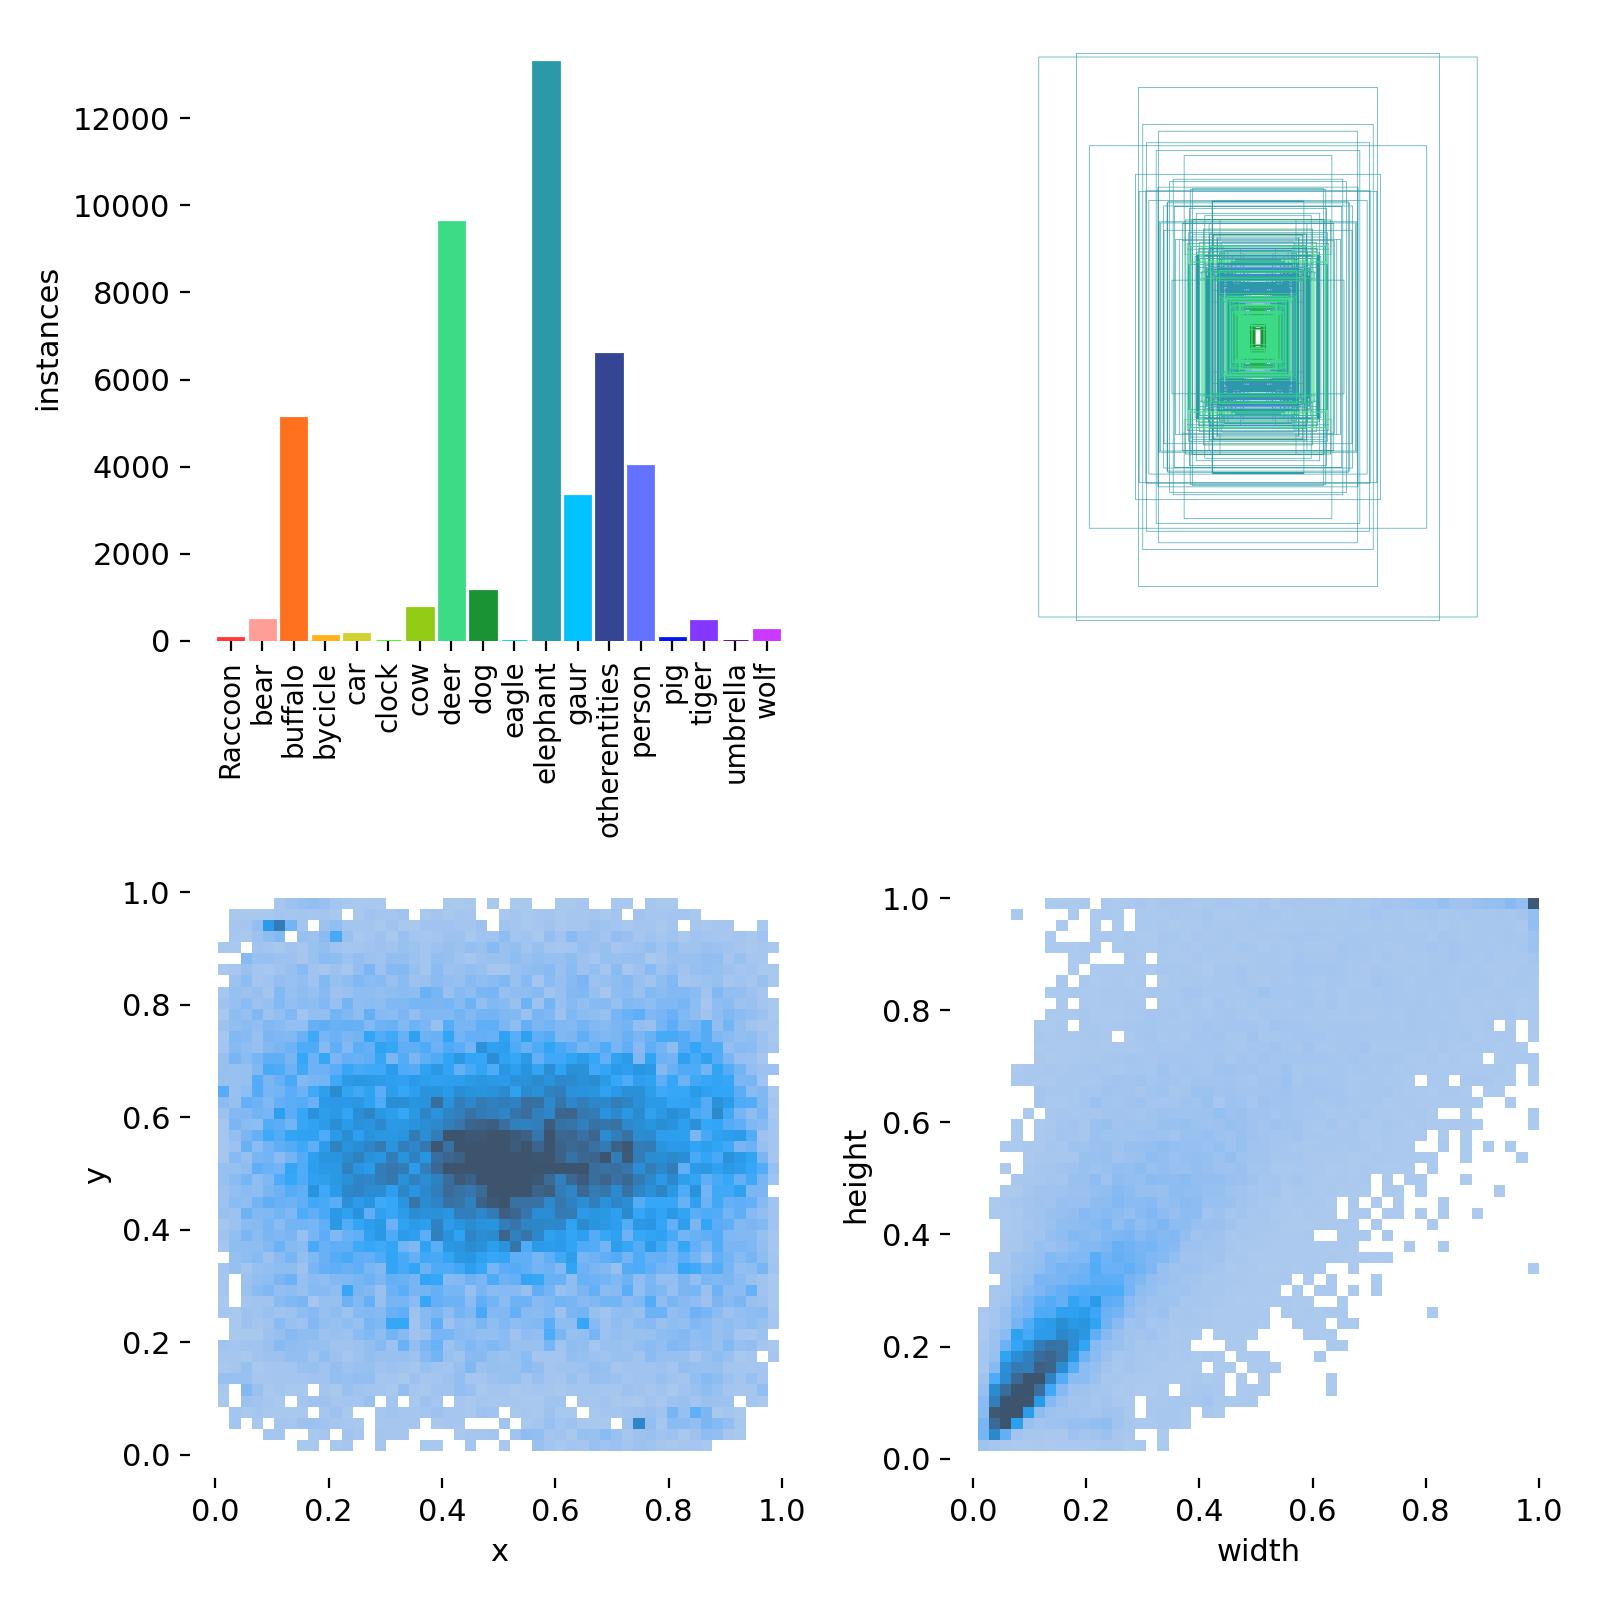 instances
12000
10000
8000
6000
4000
2000
0
Raccoon
bear
buffalo
bycicle
car
clock
cow
deer
dog
eagle
elephant
gaur
otherentities
person
pig
tiger
umbrella
wolf
y
1.0
0.8
0.6
0.4
0.2
0.0
0.0 0.2 0.4 0.6 0.8 1.0
x
height
1.0
0.8
0.6
0.4
0.2
0.0
0.0 0.2 0.4 0.6 0.8 1.0
width